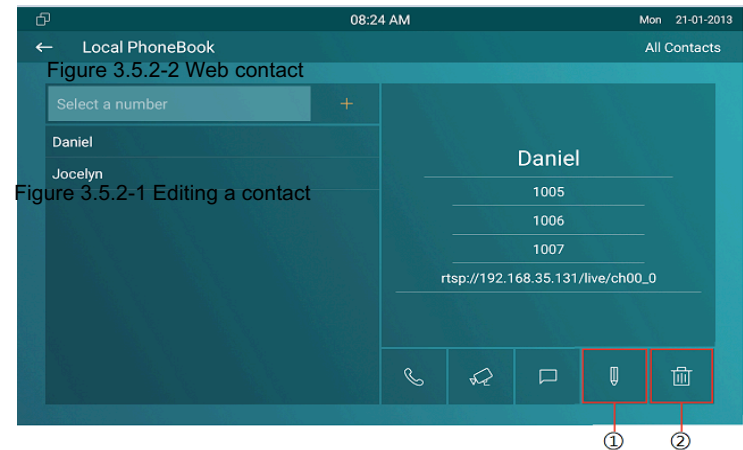 08:24 AM
Mon 21-01-2013
Local PhoneBook
All Contacts
Figure 3.5.2-2 Web contact
Select a number
Daniel
Jocelyn
Figure 3.5.2-1 Editing a contact
Daniel
1005
1006
1007
rtsp://192.168.35.131/live/ch00_0
①
②